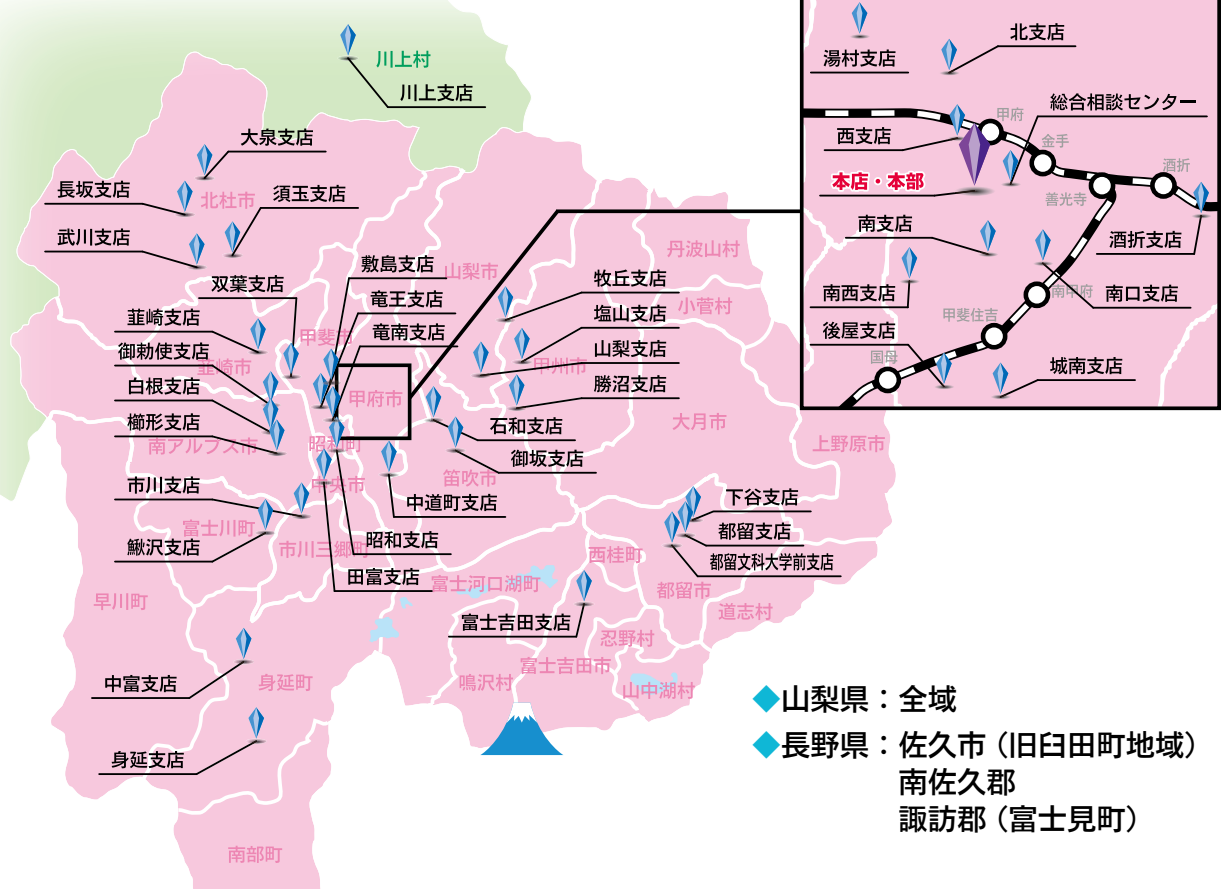 川上村
川上支店
大泉支店
北杜市
長坂支店
須玉支店
武川支店
双葉支店
敷島支店
山梨市
竜王支店
竜南支店
韮崎支店
甲斐市
御勅使支店
韮崎市
白根支店
櫛形支店
南アルプス市
甲府市
昭和町
中央市
市川支店
富士川町
市川三郷町
鰍沢支店
早川町
中富支店
身延町
身延支店
南部町
丹波山村
牧丘支店
小菅村
塩山支店
山梨支店
甲州市
勝沼支店
大月市
上野原市
石和支店
御坂支店
笛吹市
中道町支店
昭和支店
田富支店
下谷支店
都留支店
都留文科大学前支店
西桂町
都留市
道志村
富士河口湖町
富士吉田支店
忍野村
富士吉田市
鳴沢村
山中湖村
湯村支店
北支店
総合相談センター
甲府
西支店
金手
酒折
本店・本部
善光寺
南支店
酒折支店
南西支店
南甲府
南口支店
甲斐住吉
後屋支店
国母
城南支店
◆山梨県：全域
◆長野県：佐久市（旧臼田町地域）
南佐久郡
諏訪郡（富士見町）